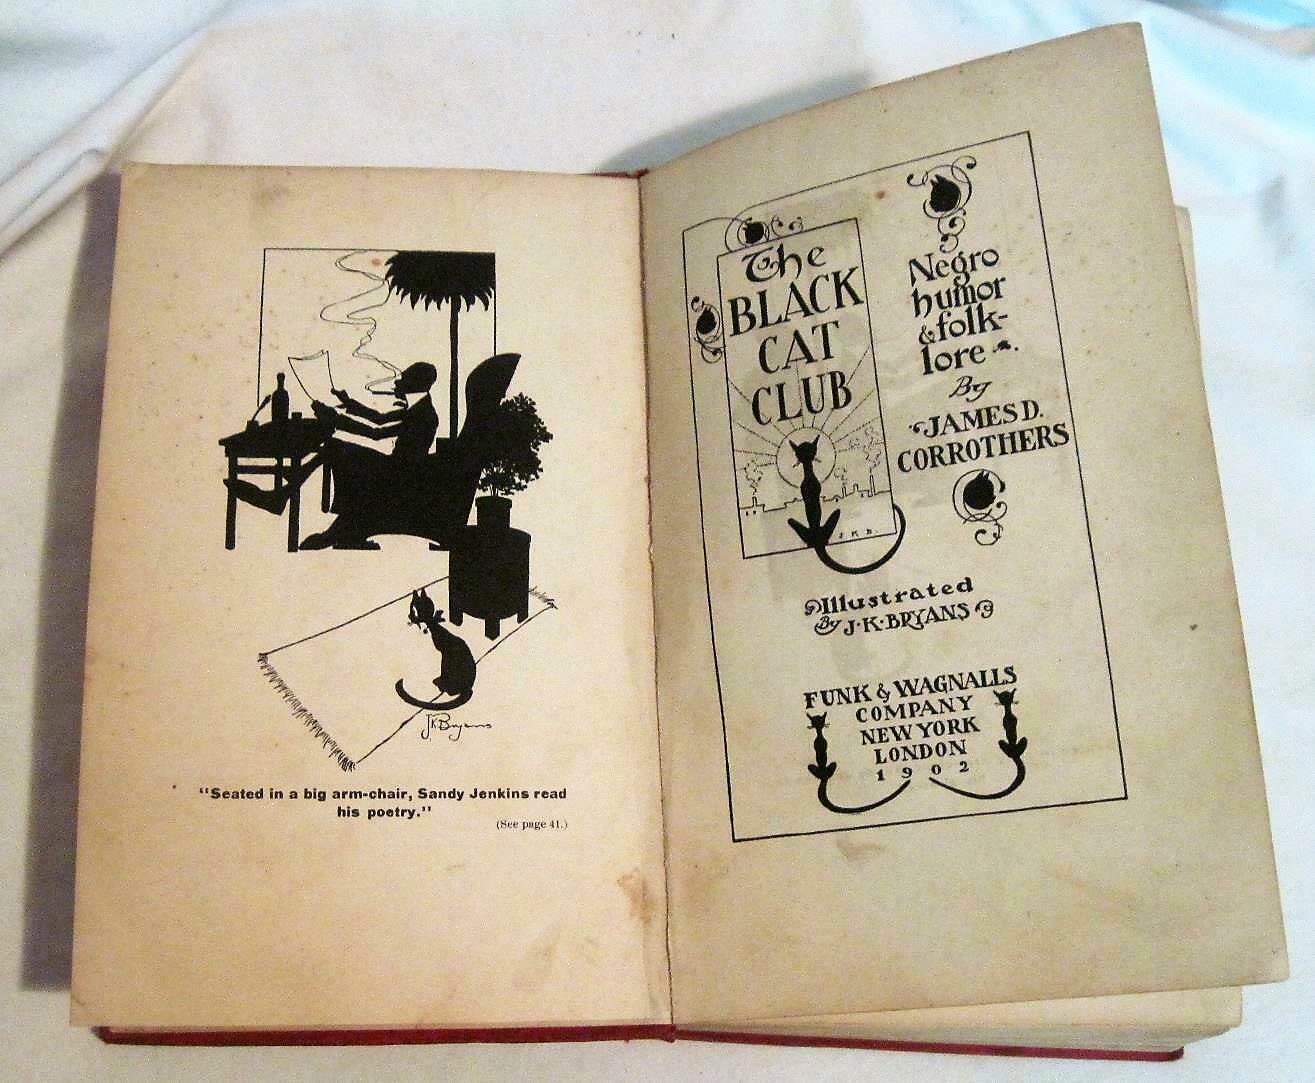 J.K.Bryans
"Seated in a big arm-chair, Sandy Jenkins read
his poetry."
(See page 41.)
The
BLACK
CAT
CLUB
J.K.B.
Negro
humor
& folk-
lore
By
JAMES D.
CORROTHERS
Illustrated
By J·K·BRYANS
FUNK & WAGNALLS
COMPANY
NEW YORK
LONDON
1902